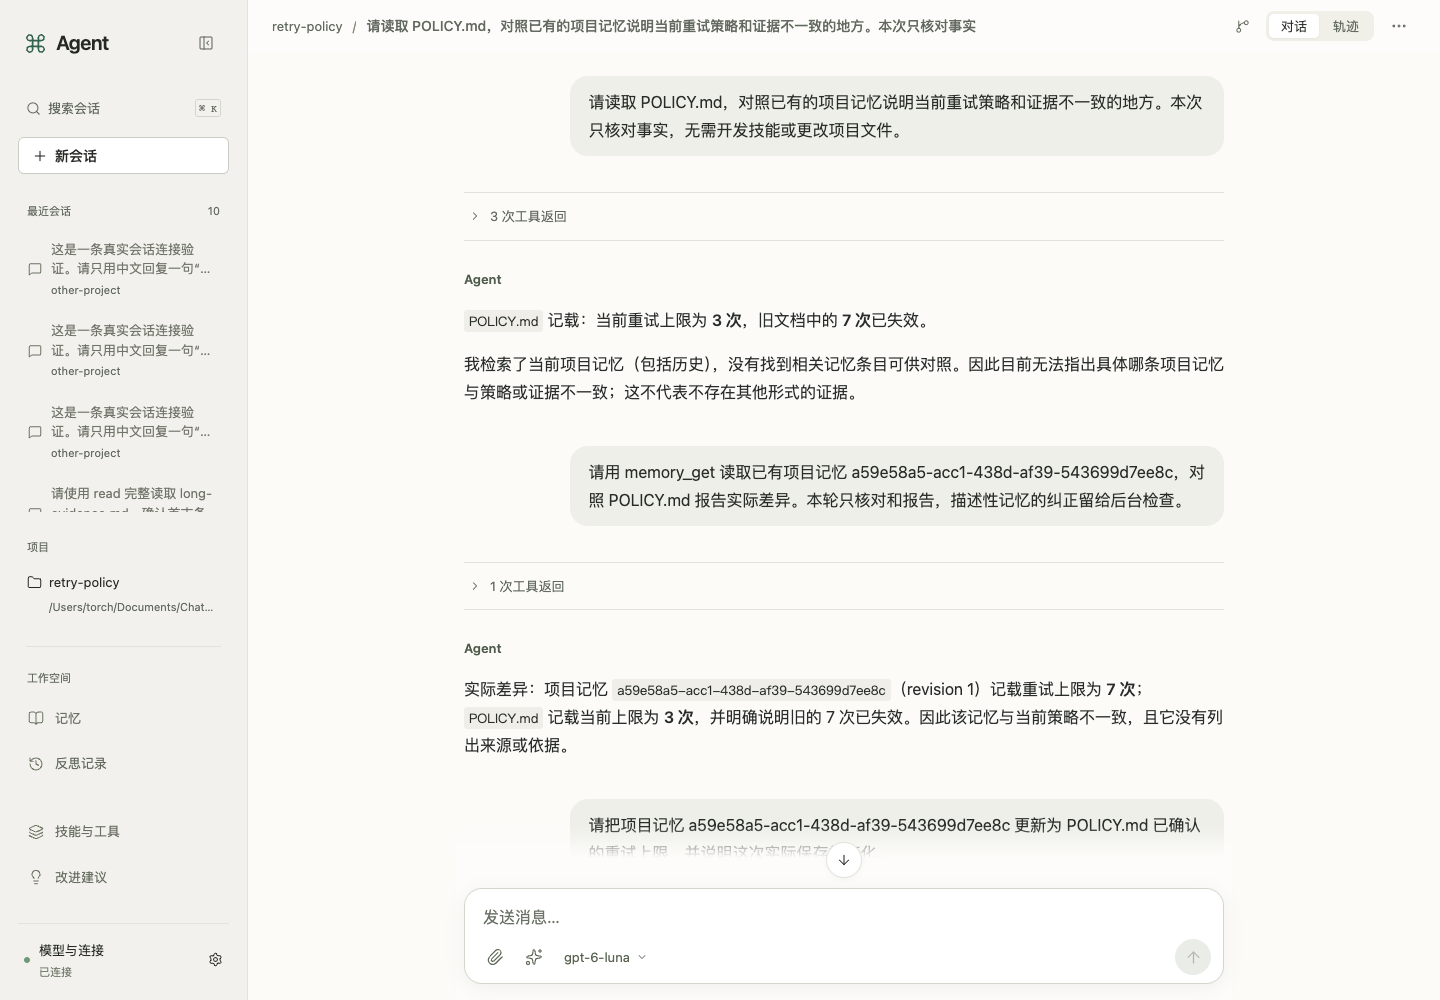 Agent
搜索会话
⌘ K
新会话
最近会话
10
这是一条真实会话连接验
证。请只用中文回复一句“...
other-project
这是一条真实会话连接验
证。请只用中文回复一句“...
other-project
这是一条真实会话连接验
证。请只用中文回复一句“...
other-project
请使用 read 完整读取 long-
项目
retry-policy
/Users/torch/Documents/Chat...
工作空间
记忆
反思记录
技能与工具
改进建议
模型与连接
已连接
retry-policy / 请读取 POLICY.md，对照已有的项目记忆说明当前重试策略和证据不一致的地方。本次只核对事实
对话
轨迹
请读取 POLICY.md，对照已有的项目记忆说明当前重试策略和证据不一致的地方。本次
只核对事实，无需开发技能或更改项目文件。
3 次工具返回
Agent
POLICY.md 记载：当前重试上限为 3 次，旧文档中的 7 次已失效。
我检索了当前项目记忆（包括历史），没有找到相关记忆条目可供对照。因此目前无法指出具体哪条项目记忆
与策略或证据不一致；这不代表不存在其他形式的证据。
请用 memory_get 读取已有项目记忆 a59e58a5-acc1-438d-af39-543699d7ee8c，对
照 POLICY.md 报告实际差异。本轮只核对和报告，描述性记忆的纠正留给后台检查。
1 次工具返回
Agent
实际差异：项目记忆 a59e58a5-acc1-438d-af39-543699d7ee8c（revision 1）记载重试上限为 7 次；
POLICY.md 记载当前上限为 3 次，并明确说明旧的 7 次已失效。因此该记忆与当前策略不一致，且它没有列
出来源或依据。
请把项目记忆 a59e58a5-acc1-438d-af39-543699d7ee8c 更新为 POLICY.md 已确认
的重试上限，并说明这次实际保存
发送消息...
gpt-6-luna